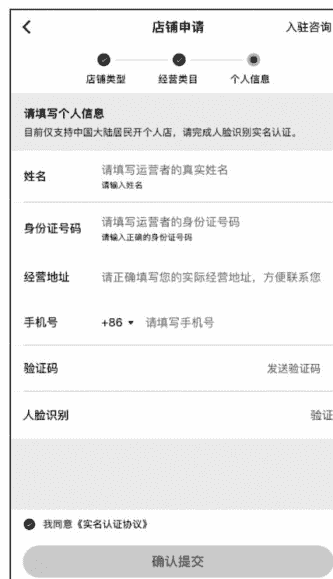 店铺申请 入驻咨询
店铺类型 经营类目 个人信息
请填写个人信息
目前仅支持中国大陆居民开个人店，请完成人脸识别实名认证。
姓名 请填写运营者的真实姓名
请输入姓名
身份证号码 请填写运营者的身份证号码
请输入正确的身份证号码
经营地址 请正确填写您的实际经营地址，方便联系您
手机号 +86 请填写手机号
验证码 发送验证码
人脸识别 验证
我同意《实名认证协议》
确认提交